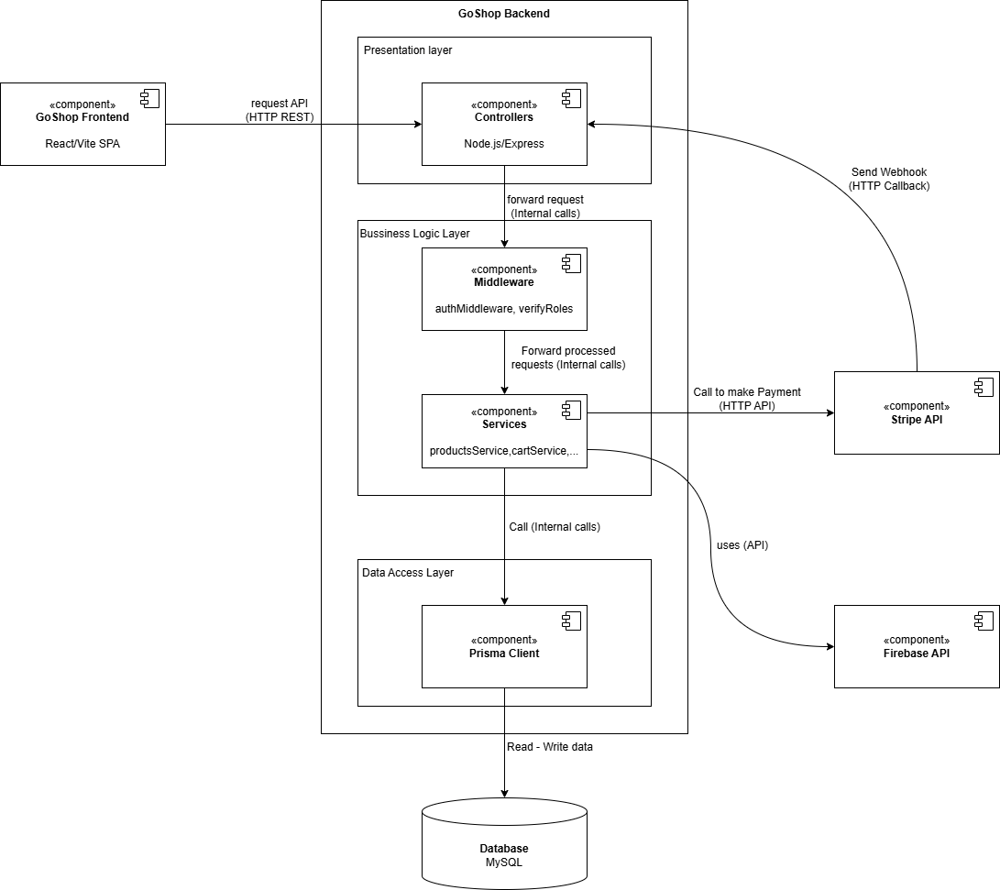 GoShop Backend
Presentation layer
«component»
GoShop Frontend
React/Vite SPA
request API
(HTTP REST)
«component»
Controllers
Node.js/Express
Send Webhook
(HTTP Callback)
forward request
(Internal calls)
Bussiness Logic Layer
«component»
Middleware
authMiddleware, verifyRoles
Forward processed
requests (Internal calls)
«component»
Services
productsService,cartService,...
Call to make Payment
(HTTP API)
«component»
Stripe API
Call (Internal calls)
uses (API)
Data Access Layer
«component»
Prisma Client
«component»
Firebase API
Read - Write data
Database
MySQL